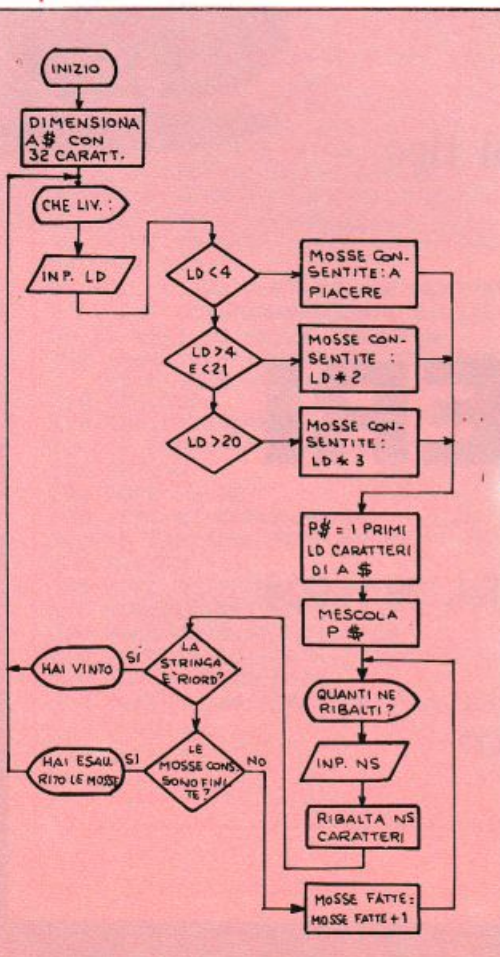 INIZIO
DIMENSIONA
A$ CON
32 CARATT.
CHE LIV.:
INP. LD
LD<4
MOSSE CON-
SENTITE: A
PIACERE
LD>4
E<21
MOSSE CON-
SENTITE :
LD*2
LD>20
MOSSE CON-
SENTITE:
LD*3
P$ = I PRIMI
LD CARATTERI
DI A $
MESCOLA
P $
QUANTI NE
RIBALTI?
INP. NS
RIBALTA NS
CARATTERI
LA
STRINGA
E`RIORD?
SÍ
HAI VINTO
LE
MOSSE CONS.
SONO FINI
TE?
SI
HAI ESAU
RITO LE MOSSE
NO
MOSSE FATTE:
MOSSE FATTE+1